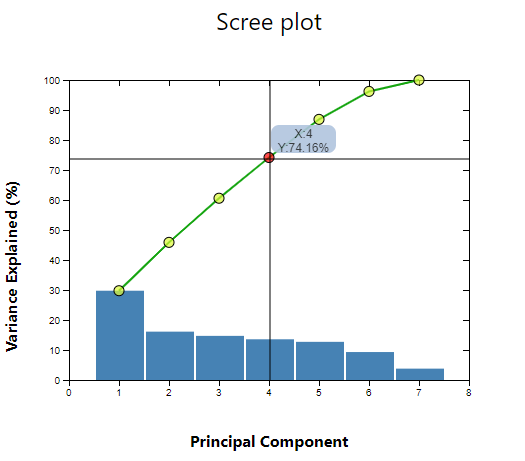 Scree plot
100
90
80
70
60
50
40
30
20
10
0
X:4
Y:74.16%
0 1 2 3 4 5 6 7 8
Variance Explained (%)
Principal Component